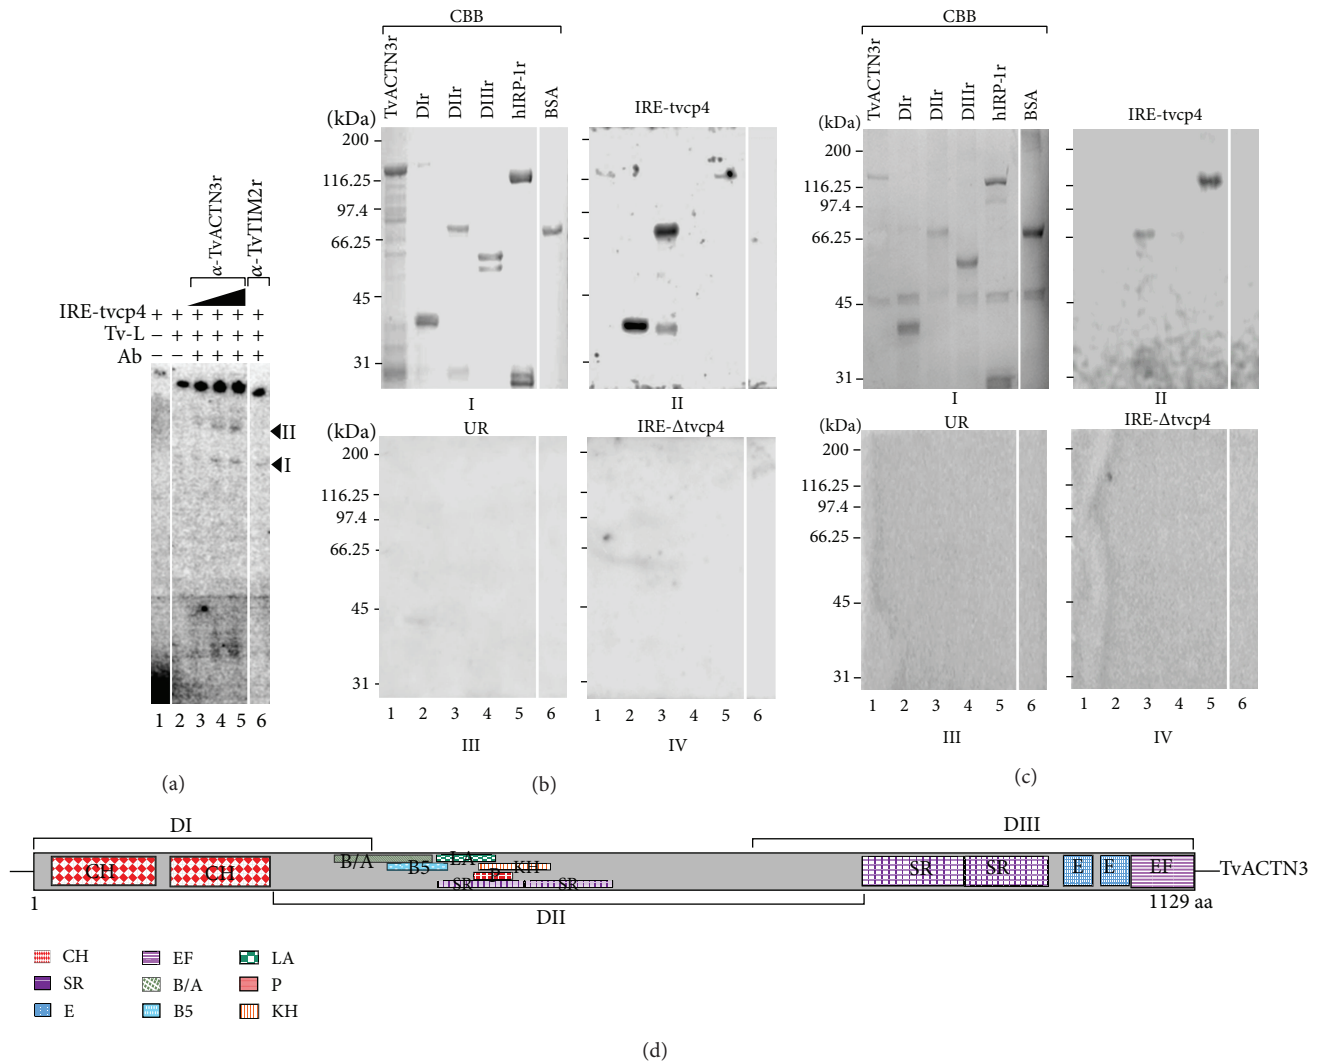 α-TvACTN3r
α-TvTIM2r
IRE-tvcp4 + + + + + +
Tv-L − + + + + +
Ab − − + + + +
II
I
1 2 3 4 5 6
(a)
CBB
TvACTN3r
DIr
DIIr
DIIIr
hIRP-1r
BSA
IRE-tvcp4
(kDa)
200
116.25
97.4
66.25
45
31
I
II
UR
IRE-Δtvcp4
(kDa)
200
116.25
97.4
66.25
45
31
1 2 3 4 5 6
1 2 3 4 5 6
III
IV
(b)
CBB
TvACTN3r
DIr
DIIr
DIIIr
hIRP-1r
BSA
IRE-tvcp4
(kDa)
200
116.25
97.4
66.25
45
31
I
II
UR
IRE-Δtvcp4
(kDa)
200
116.25
97.4
66.25
45
31
1 2 3 4 5 6
1 2 3 4 5 6
III
IV
(c)
DI
DIII
CH
CH
B/A
B5
LA
KH
P
SR
SR
SR
SR
E
E
EF
TvACTN3
1
1129 aa
DII
CH
EF
LA
SR
B/A
P
E
B5
KH
(d)